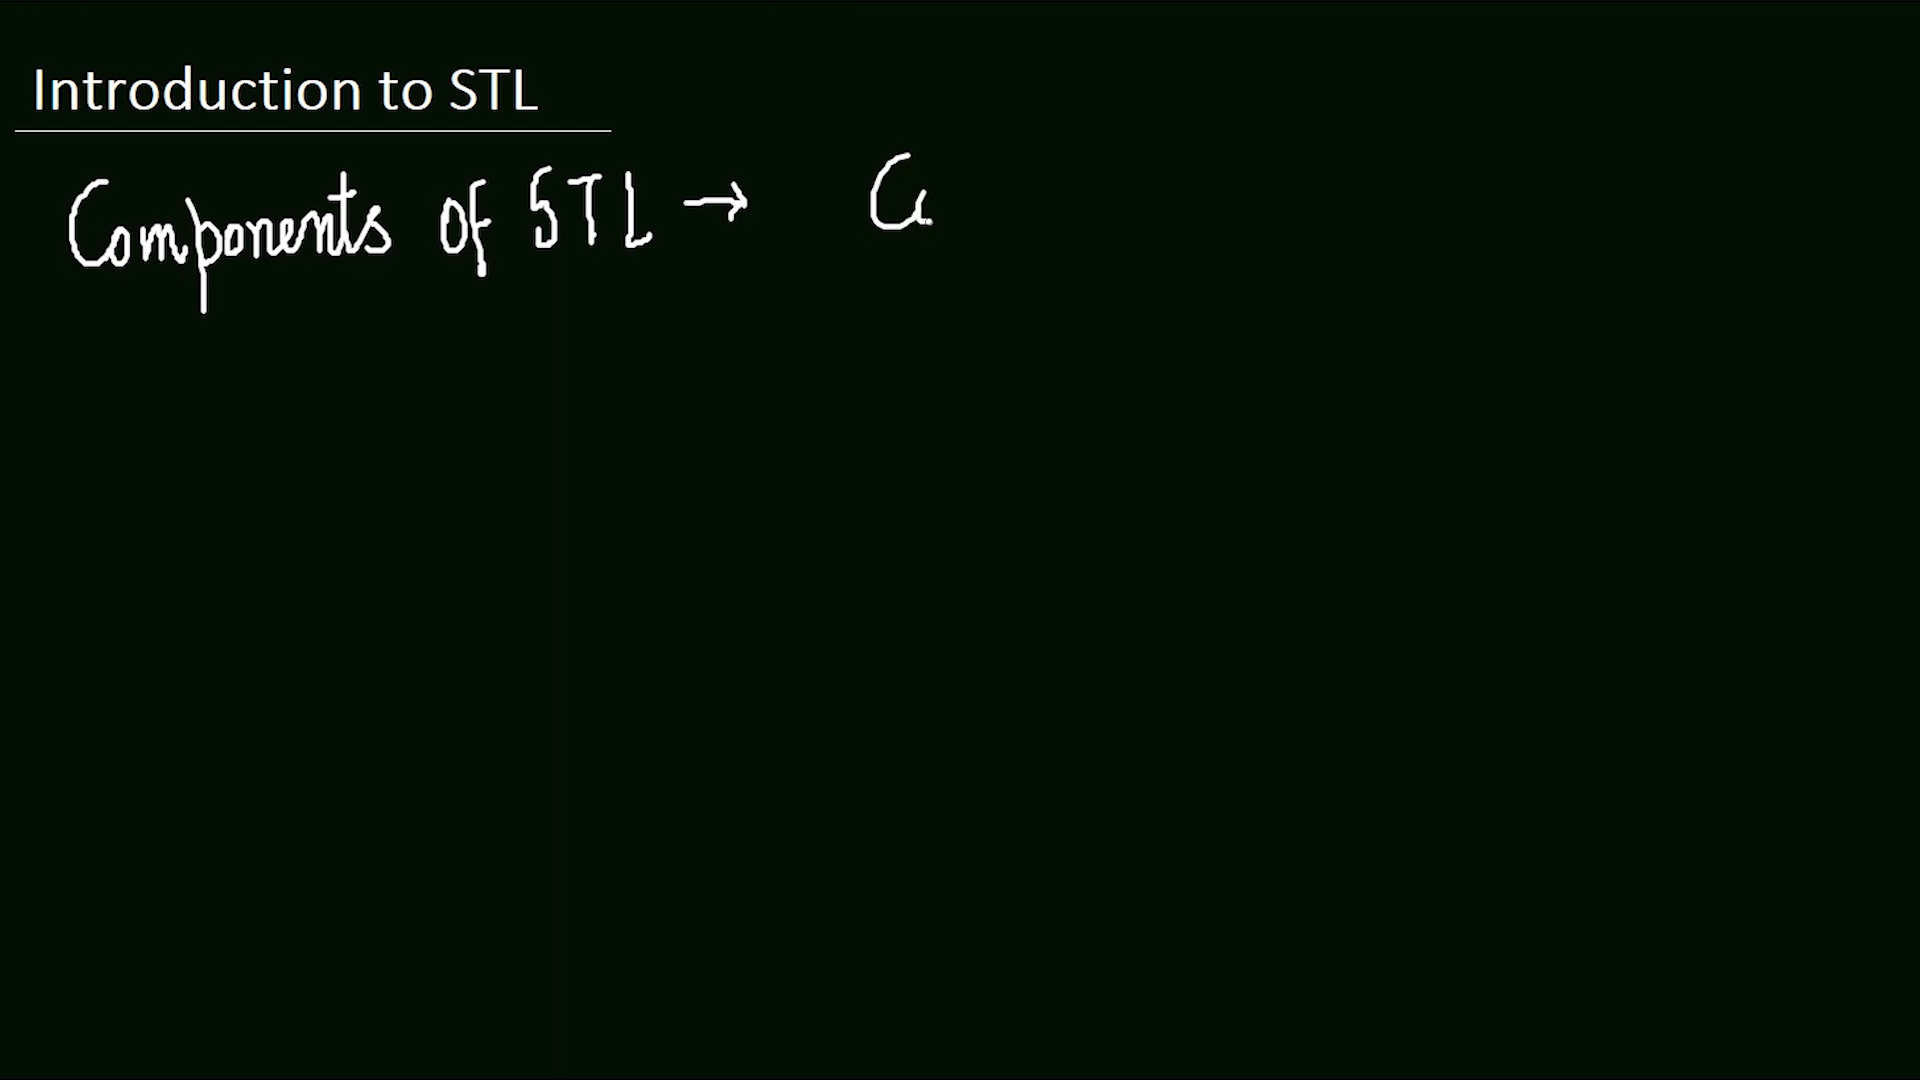 Introduction to STL
Components of STL →